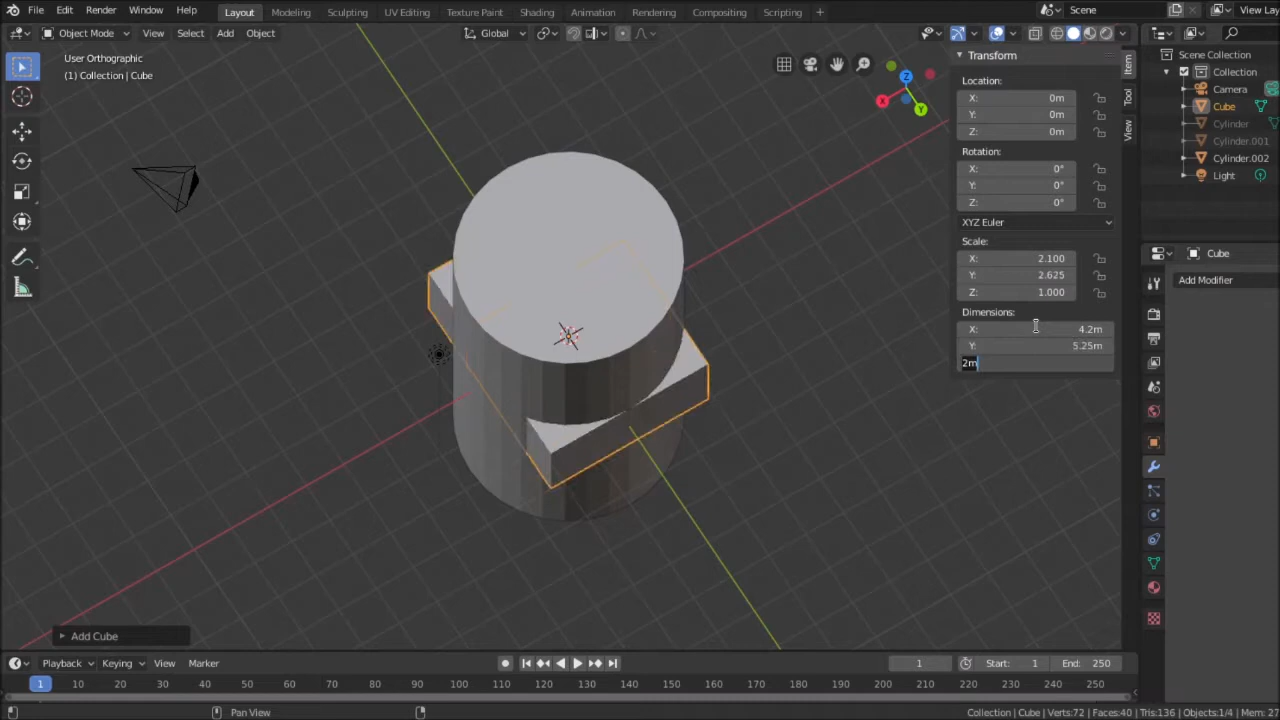 File Edit Render Window Help Layout Modeling Sculpting UV Editing Texture Paint Shading Animation Rendering Compositing Scripting + Scene View Lay
Object Mode View Select Add Object Global
User Orthographic
(1) Collection | Cube
Z
X
Y
Transform
Location:
X: 0m
Y: 0m
Z: 0m
Rotation:
X: 0°
Y: 0°
Z: 0°
XYZ Euler
Scale:
X: 2.100
Y: 2.625
Z: 1.000
Dimensions:
X: 4.2m
Y: 5.25m
2m
Item
Tool
View
Scene Collection
Collection
Camera
Cube
Cylinder
Cylinder.001
Cylinder.002
Light
Cube
Add Modifier
Add Cube
Playback Keying View Marker 1 Start: 1 End: 250
1 10 20 30 40 50 60 70 80 90 100 110 120 130 140 150 160 170 180 190 200 210 220 230 240 250
Pan View Collection | Cube | Verts:72 | Faces:40 | Tris:136 | Objects:1/4 | Mem: 27